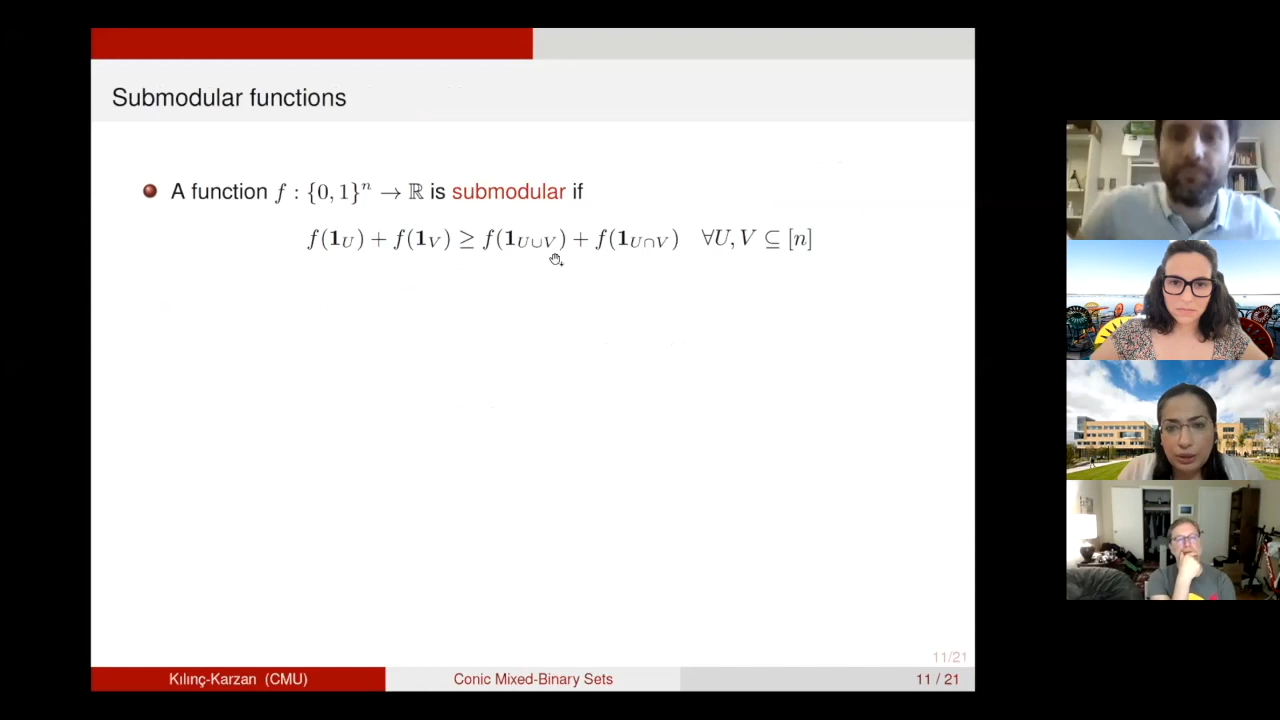 Submodular functions
A function f : {0, 1}ⁿ → ℝ is submodular if
f(𝟏_U) + f(𝟏_V) ≥ f(𝟏_{U∪V}) + f(𝟏_{U∩V}) ∀U, V ⊆ [n]
11/21
Kılınç-Karzan (CMU) Conic Mixed-Binary Sets 11 / 21